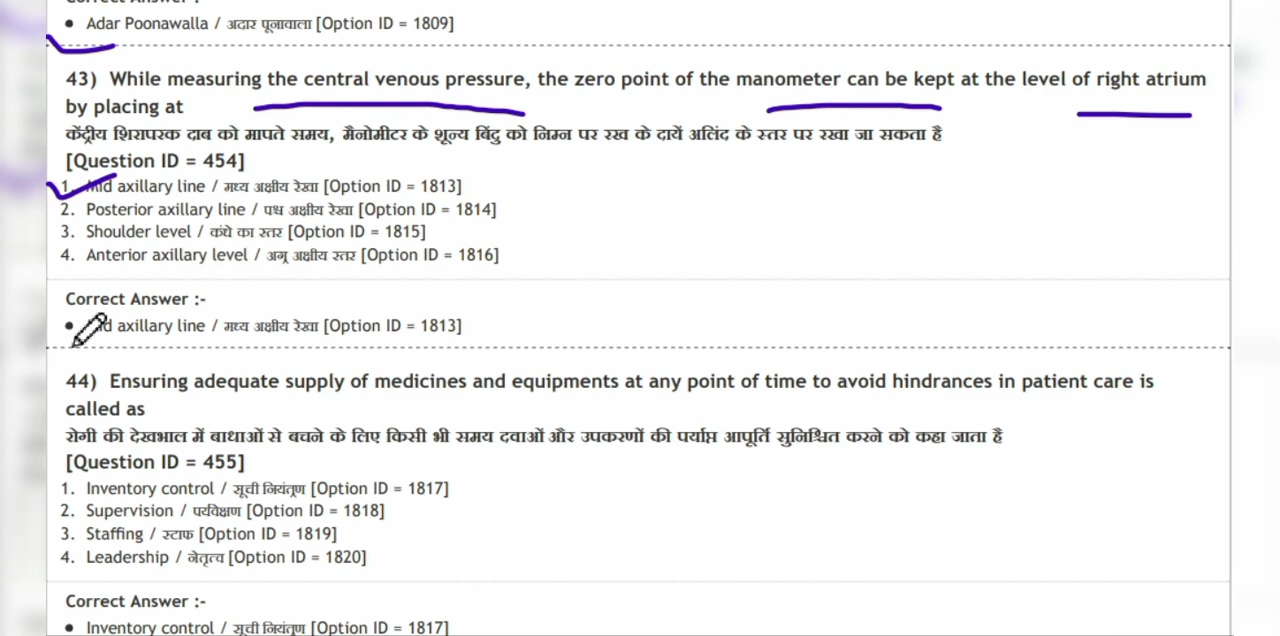 • Adar Poonawalla / अदार पूनावाला [Option ID = 1809]
43) While measuring the central venous pressure, the zero point of the manometer can be kept at the level of right atrium
by placing at
केंद्रीय शिरापरक दाब को मापते समय, मैनोमीटर के शून्य बिंदु को निम्न पर रख के दायें अलिंद के स्तर पर रखा जा सकता है
[Question ID = 454]
1. Mid axillary line / मध्य अक्षीय रेखा [Option ID = 1813]
2. Posterior axillary line / पश्च अक्षीय रेखा [Option ID = 1814]
3. Shoulder level / कंधे का स्तर [Option ID = 1815]
4. Anterior axillary level / अग्र अक्षीय स्तर [Option ID = 1816]
Correct Answer :-
• axillary line / मध्य अक्षीय रेखा [Option ID = 1813]
44) Ensuring adequate supply of medicines and equipments at any point of time to avoid hindrances in patient care is
called as
रोगी की देखभाल में बाधाओं से बचने के लिए किसी भी समय दवाओं और उपकरणों की पर्याप्त आपूर्ति सुनिश्चित करने को कहा जाता है
[Question ID = 455]
1. Inventory control / सूची नियंत्रण [Option ID = 1817]
2. Supervision / पर्यवेक्षण [Option ID = 1818]
3. Staffing / स्टाफ [Option ID = 1819]
4. Leadership / नेतृत्व [Option ID = 1820]
Correct Answer :-
• Inventory control / सूची नियंत्रण [Option ID = 1817]